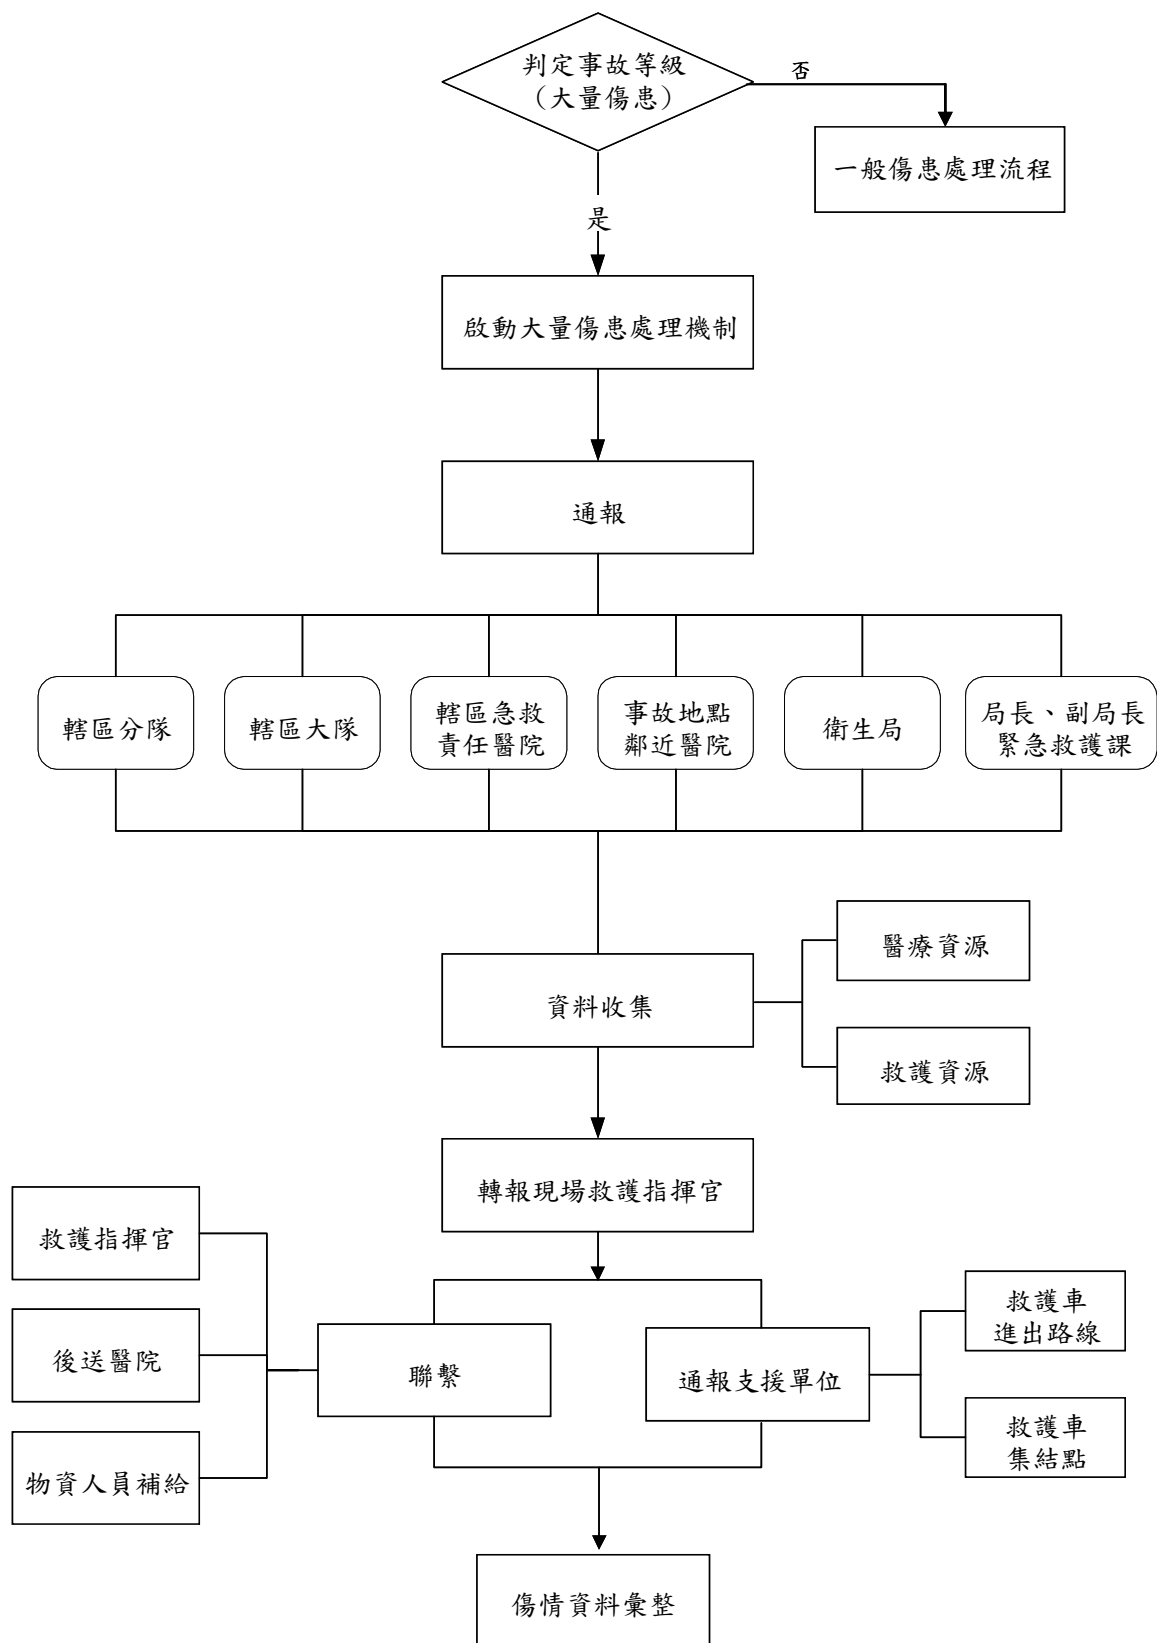 判定事故等級
（大量傷患）
否
一般傷患處理流程
是
啟動大量傷患處理機制
通報
轄區分隊
轄區大隊
轄區急救
責任醫院
事故地點
鄰近醫院
衛生局
局長、副局長
緊急救護課
資料收集
醫療資源
救護資源
轉報現場救護指揮官
救護指揮官
後送醫院
物資人員補給
聯繫
通報支援單位
救護車
進出路線
救護車
集結點
傷情資料彙整